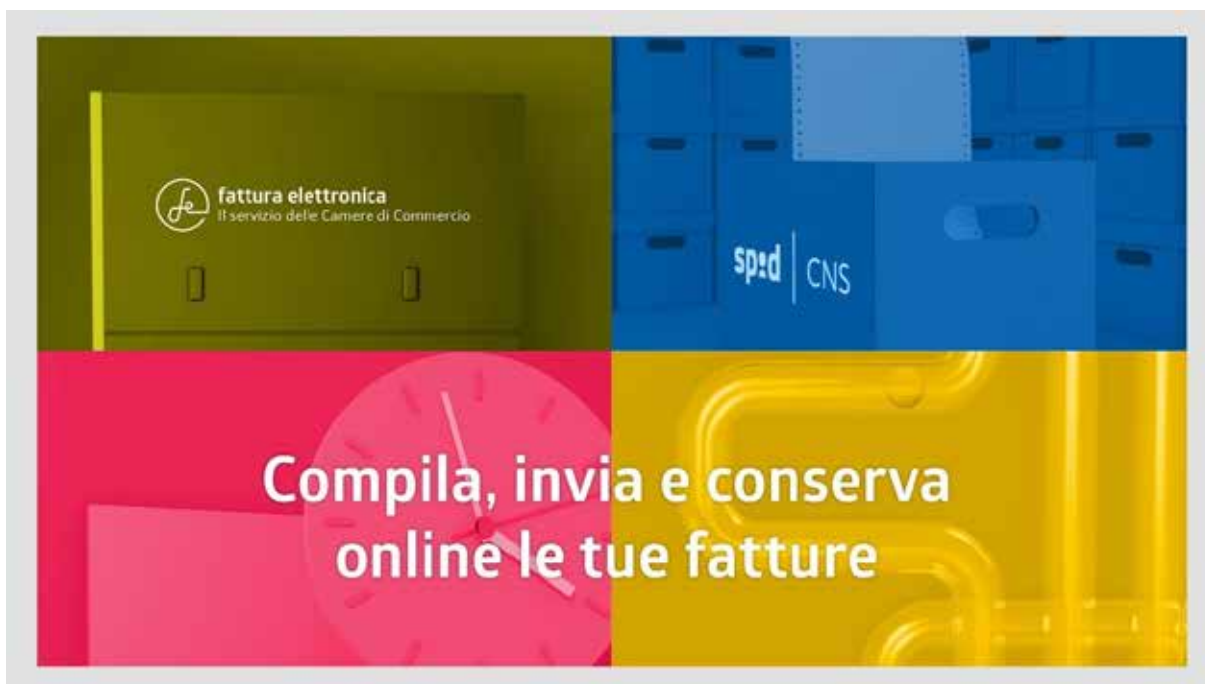 fattura elettronica
Il servizio delle Camere di Commercio
spid | CNS
Compila, invia e conserva
online le tue fatture